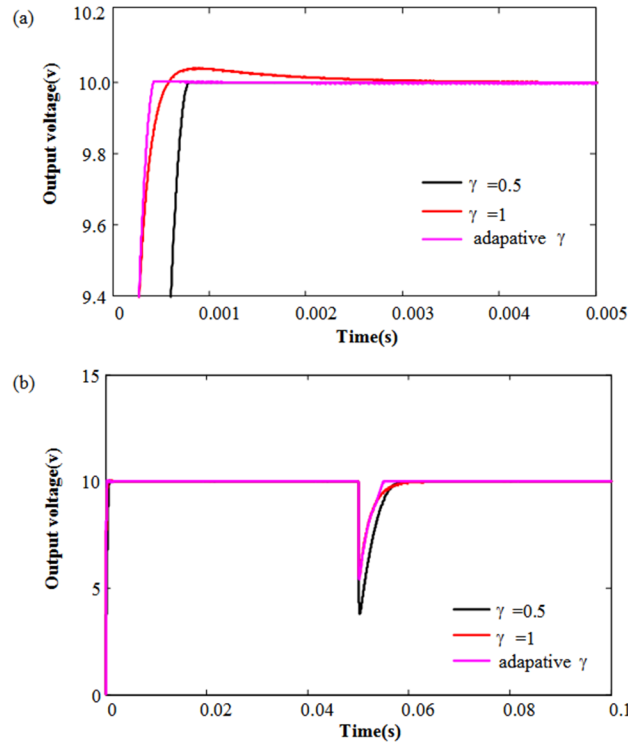 (a)
10.2
10.0
9.8
9.6
9.4
Output voltage(v)
γ =0.5
γ =1
adapative γ
0 0.001 0.002 0.003 0.004 0.005
Time(s)
(b)
15
10
5
0
Output voltage(v)
γ =0.5
γ =1
adapative γ
0 0.02 0.04 0.06 0.08 0.1
Time(s)